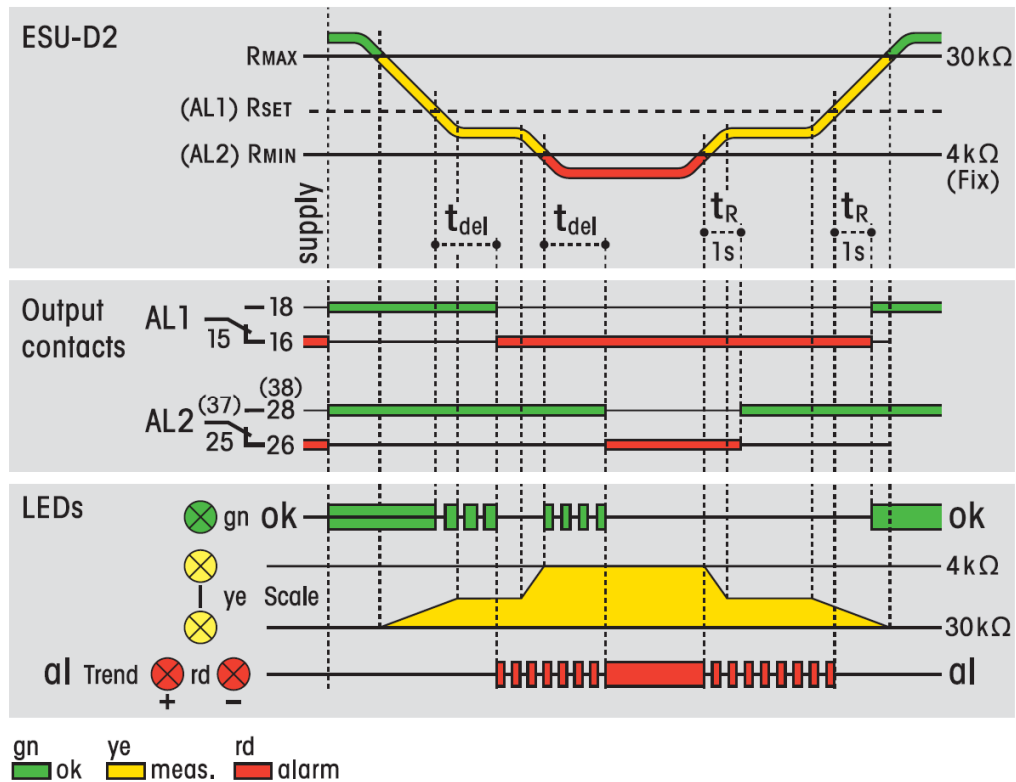 ESU-D2
RMAX 30kΩ
(AL1) RSET
(AL2) RMIN 4kΩ
(Fix)
supply
tdel tdel tR tR
1s 1s
Output
contacts
AL1 18
15 16
(38)
AL2 (37) 28
25 26
LEDs
gn ok ok
4kΩ
ye Scale
30kΩ
al Trend rd al
+ −
gn ye rd
ok meas. alarm